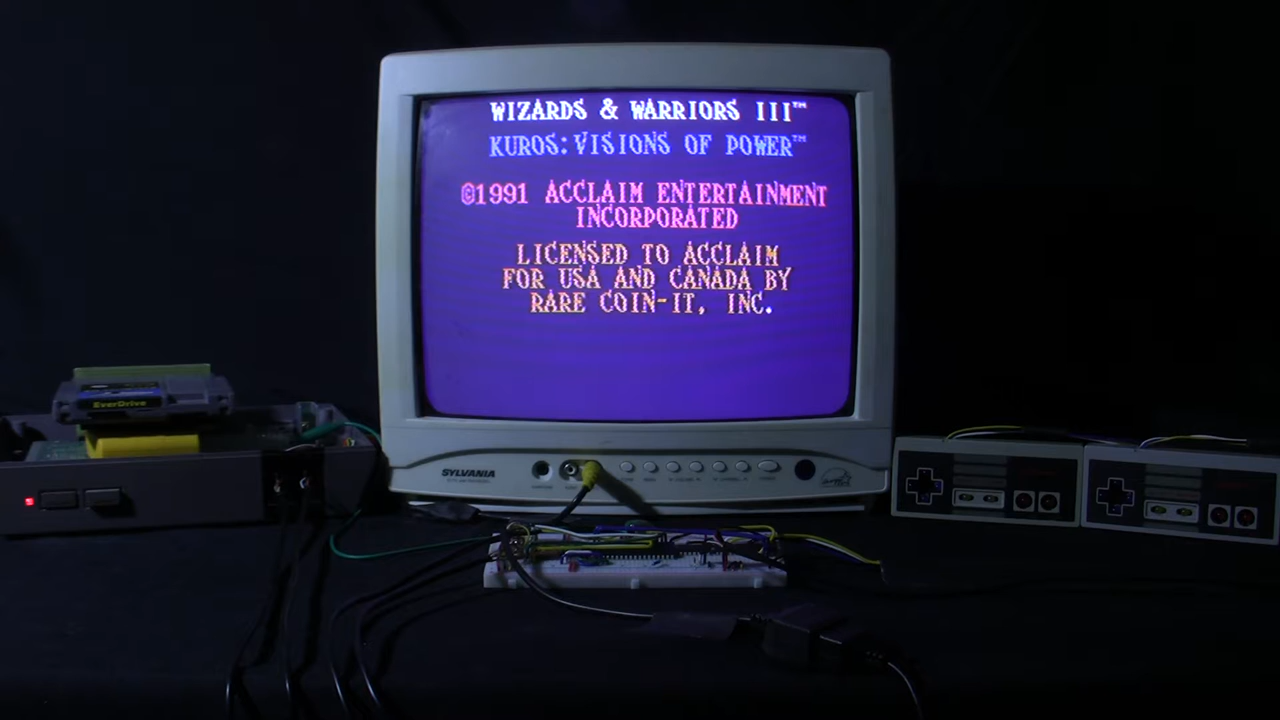 WIZARDS & WARRIORS III™
KUROS:VISIONS OF POWER™
©1991 ACCLAIM ENTERTAINMENT
INCORPORATED
LICENSED TO ACCLAIM
FOR USA AND CANADA BY
RARE COIN-IT, INC.
EverDrive
SYLVANIA